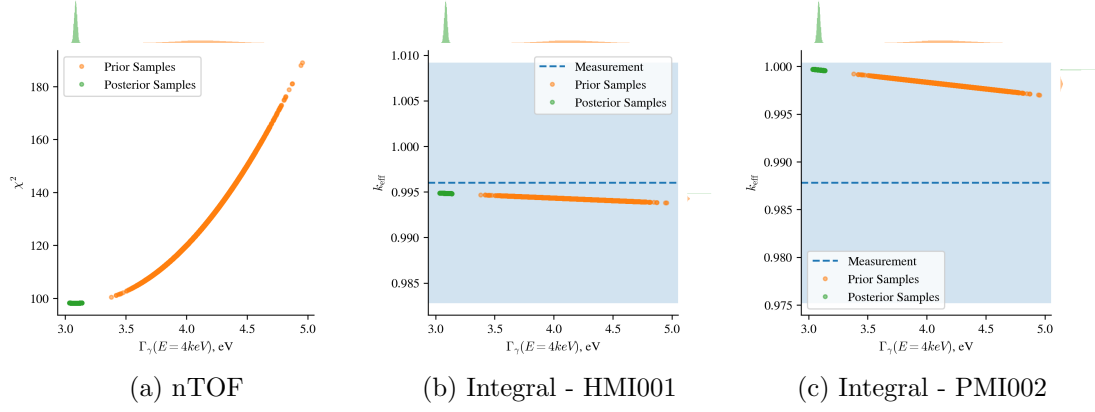 Prior Samples
Posterior Samples
χ²
180
160
140
120
100
3.0 3.5 4.0 4.5 5.0
Γγ(E = 4keV), eV
(a) nTOF
Measurement
Prior Samples
Posterior Samples
k_eff
1.010
1.005
1.000
0.995
0.990
0.985
3.0 3.5 4.0 4.5 5.0
Γγ(E = 4keV), eV
(b) Integral - HMI001
k_eff
1.000
0.995
0.990
0.985
0.980
0.975
Measurement
Prior Samples
Posterior Samples
3.0 3.5 4.0 4.5 5.0
Γγ(E = 4keV), eV
(c) Integral - PMI002